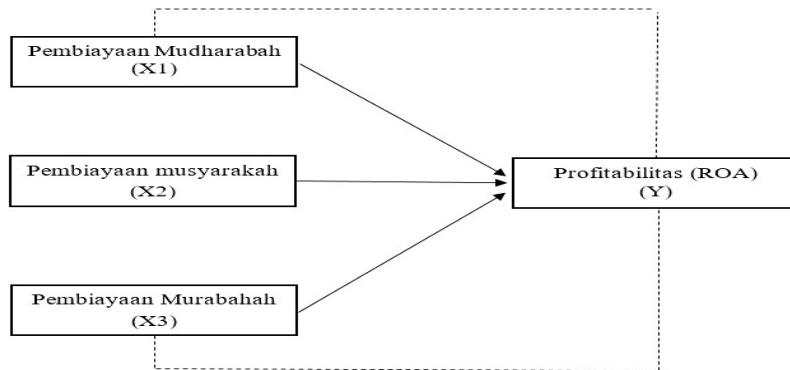 Pembiayaan Mudharabah
(X1)
Pembiayaan musyarakah
(X2)
Profitabilitas (ROA)
(Y)
Pembiayaan Murabahah
(X3)